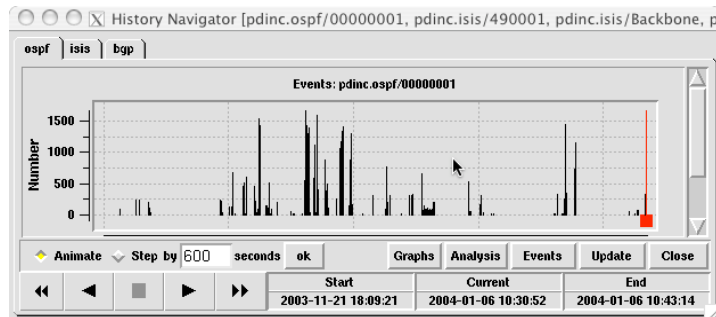 X History Navigator [pdinc.ospf/00000001, pdinc.isis/490001, pdinc.isis/Backbone, p
ospf isis bgp
Events: pdinc.ospf/00000001
Number
1500
1000
500
0
Animate Step by 600 seconds ok Graphs Analysis Events Update Close
Start Current End
2003-11-21 18:09:21 2004-01-06 10:30:52 2004-01-06 10:43:14